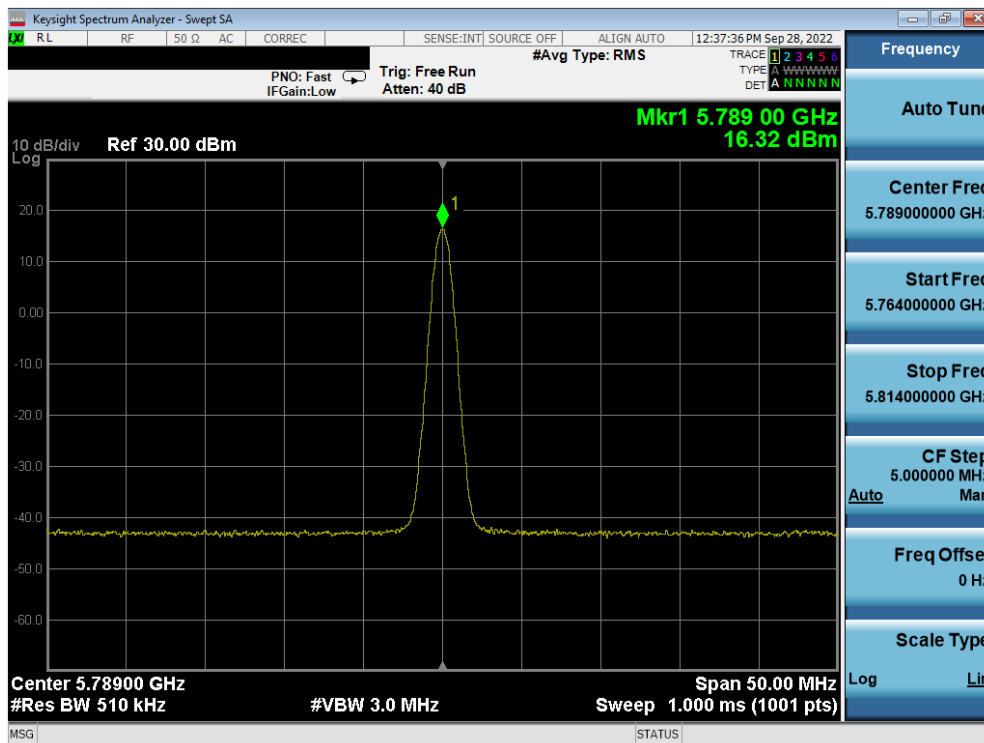 Keysight Spectrum Analyzer - Swept SA
LXI RL RF 50 Ω AC CORREC SENSE:INT SOURCE OFF ALIGN AUTO 12:37:36 PM Sep 28, 2022
#Avg Type: RMS
TRACE 1 2 3 4 5 6
TYPE A WWWWW
DET A N N N N N
PNO: Fast
IFGain:Low
Trig: Free Run
Atten: 40 dB
Mkr1 5.789 00 GHz
16.32 dBm
10 dB/div Ref 30.00 dBm
Log
1
20.0
10.0
0.00
-10.0
-20.0
-30.0
-40.0
-50.0
-60.0
Center 5.78900 GHz Span 50.00 MHz
#Res BW 510 kHz #VBW 3.0 MHz Sweep 1.000 ms (1001 pts)
MSG STATUS
Frequency
Auto Tune
Center Freq
5.789000000 GHz
Start Freq
5.764000000 GHz
Stop Freq
5.814000000 GHz
CF Step
5.000000 MHz
Auto Man
Freq Offset
0 Hz
Scale Type
Log Lin